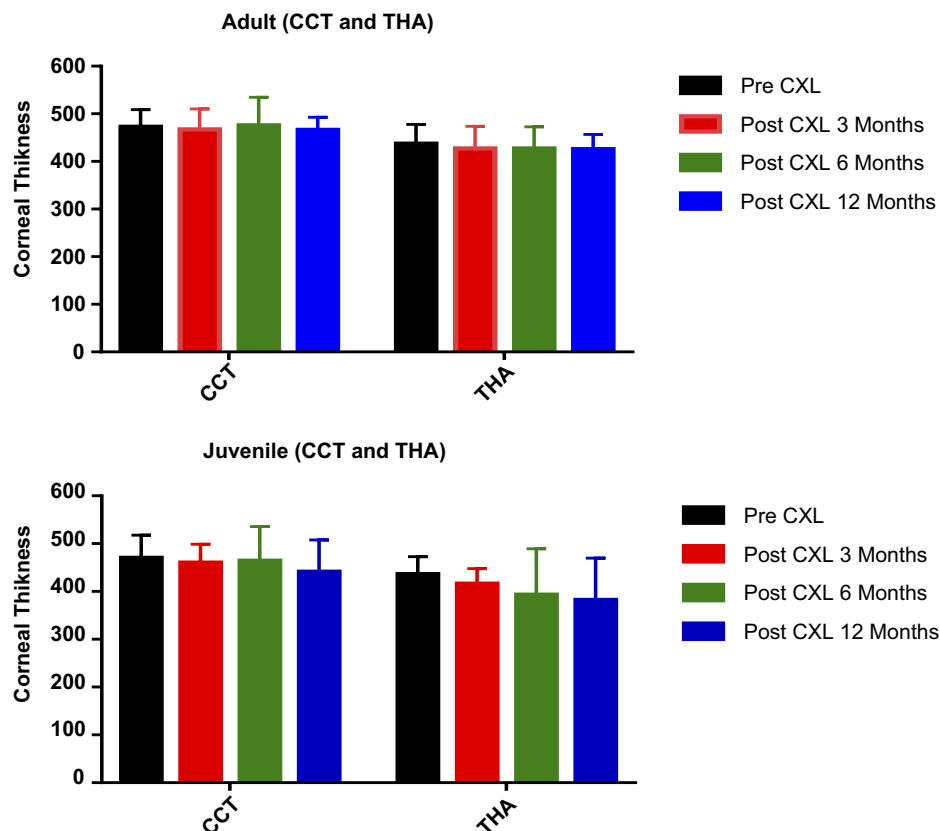 Adult (CCT and THA)
600
500
400
300
200
100
0
Corneal Thikness
CCT
THA
Pre CXL
Post CXL 3 Months
Post CXL 6 Months
Post CXL 12 Months
Juvenile (CCT and THA)
600
500
400
300
200
100
0
Corneal Thikness
CCT
THA
Pre CXL
Post CXL 3 Months
Post CXL 6 Months
Post CXL 12 Months